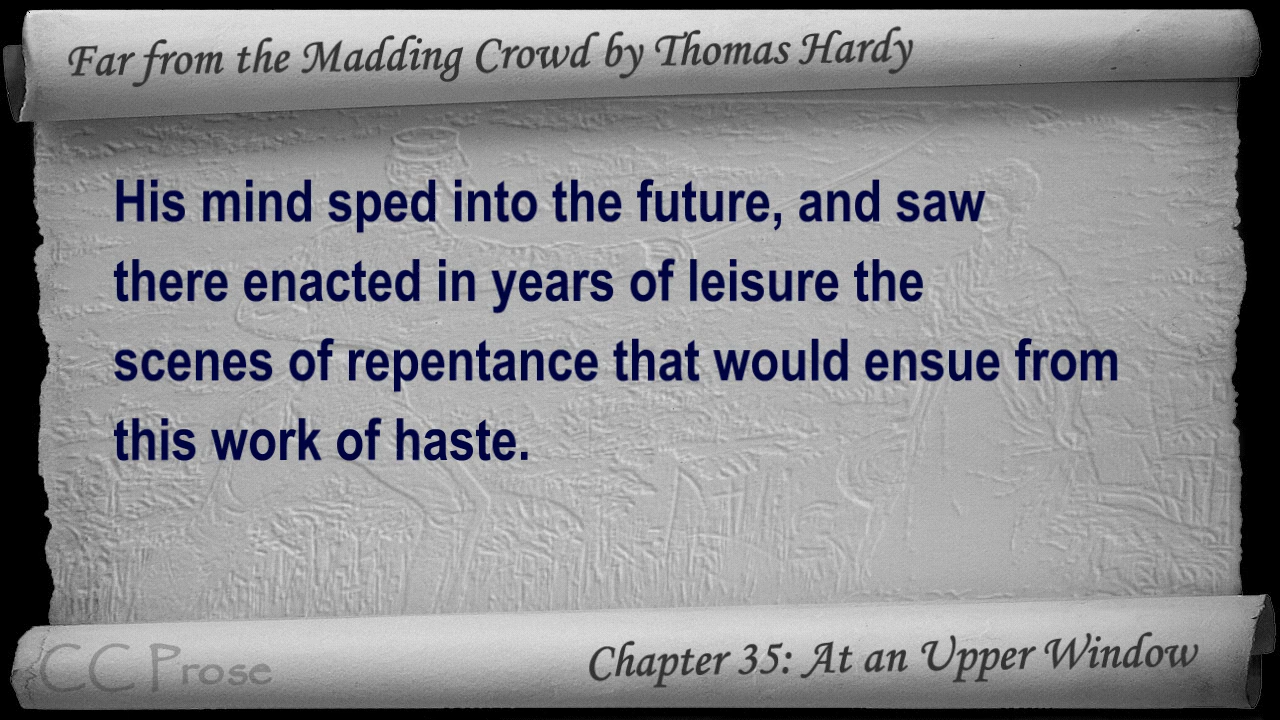 Far from the Madding Crowd by Thomas Hardy
His mind sped into the future, and saw
there enacted in years of leisure the
scenes of repentance that would ensue from
this work of haste.
CC Prose
Chapter 35: At an Upper Window